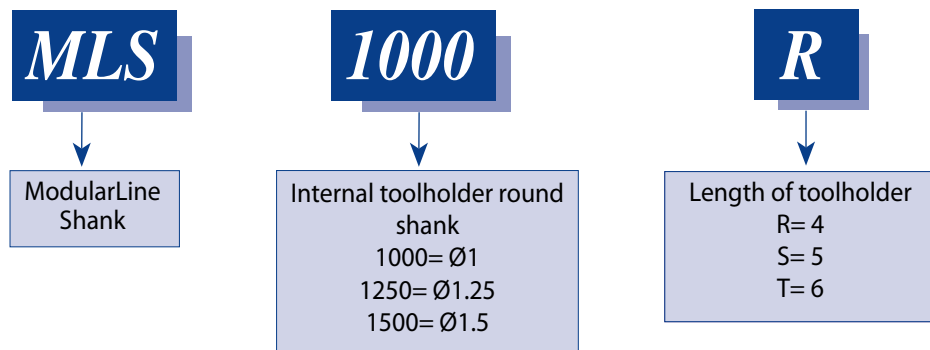 MLS
1000
R
ModularLine
Shank
Internal toolholder round
shank
1000= Ø1
1250= Ø1.25
1500= Ø1.5
Length of toolholder
R= 4
S= 5
T= 6